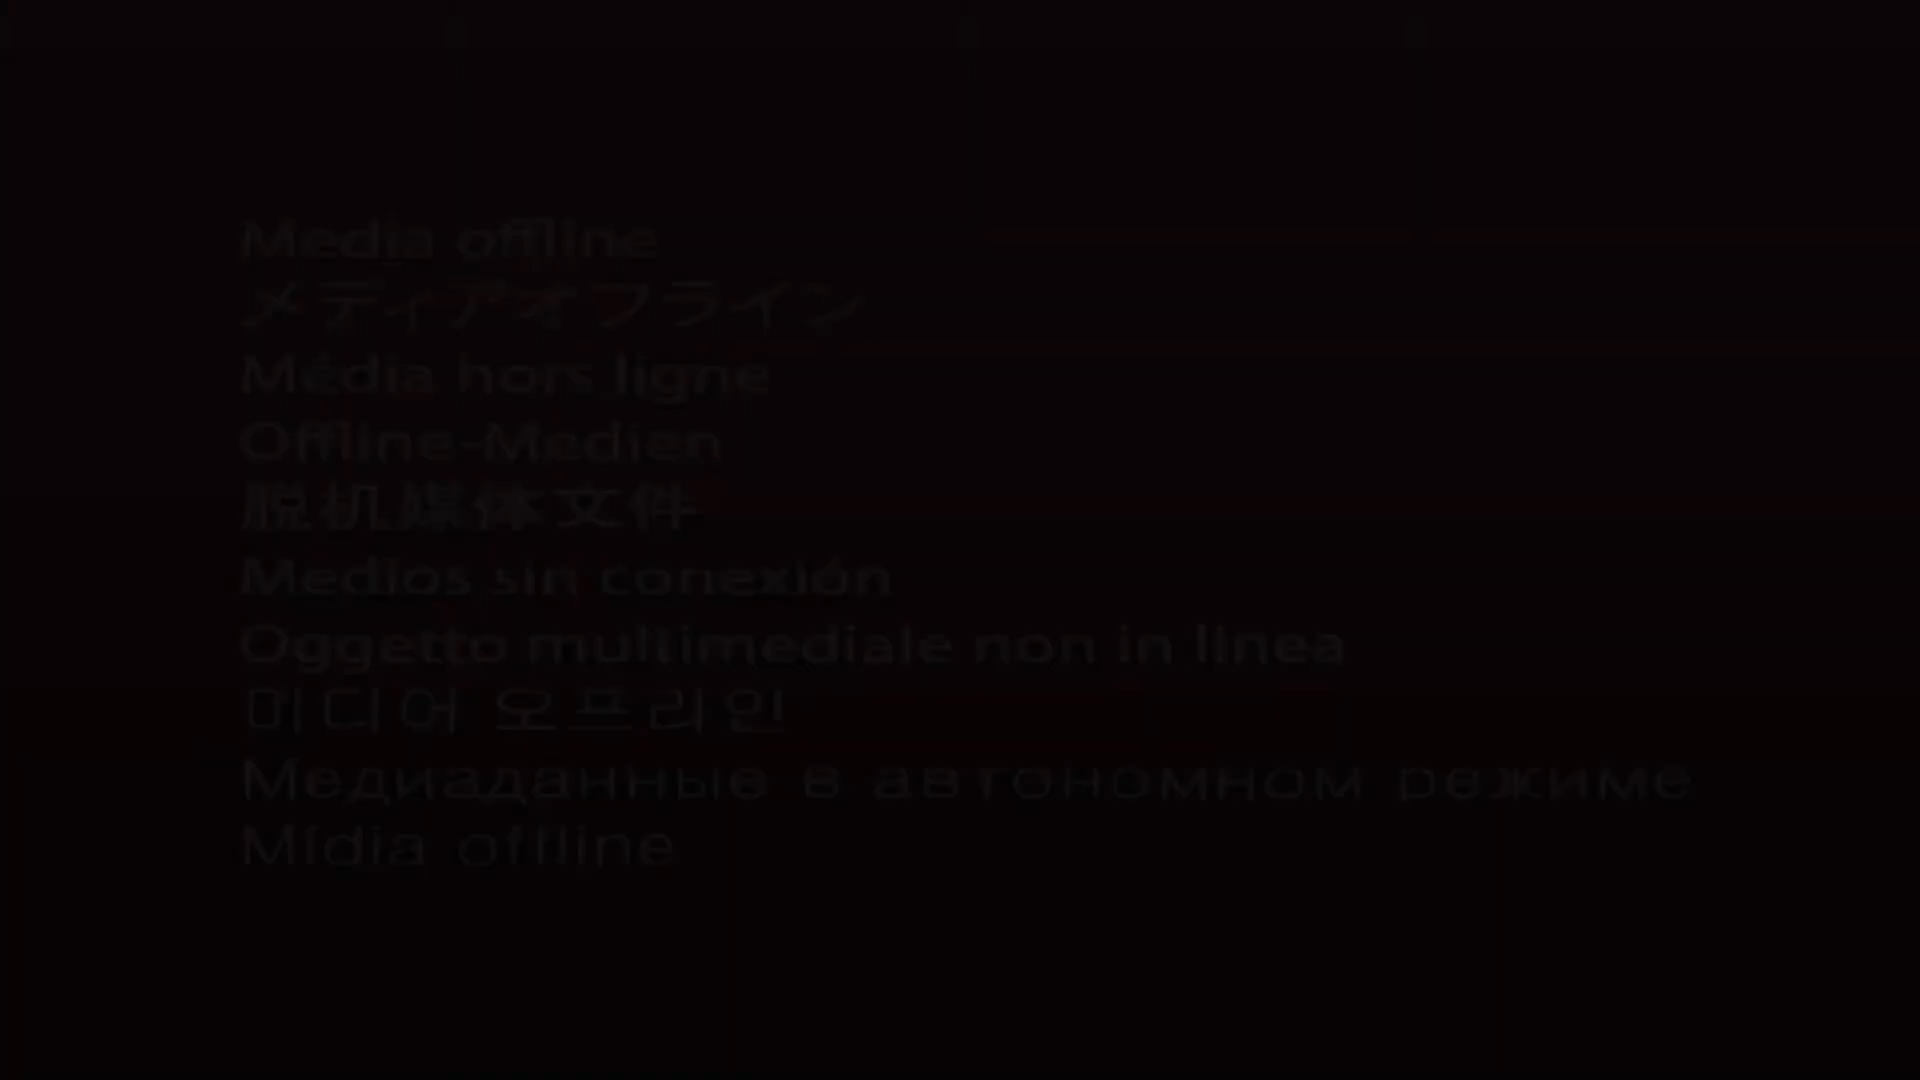 Media offline
メディアオフライン
Média hors ligne
Offline-Medien
脱机媒体文件
Medios sin conexión
Oggetto multimediale non in linea
미디어 오프라인
Медиаданные в автономном режиме
Mídia offline